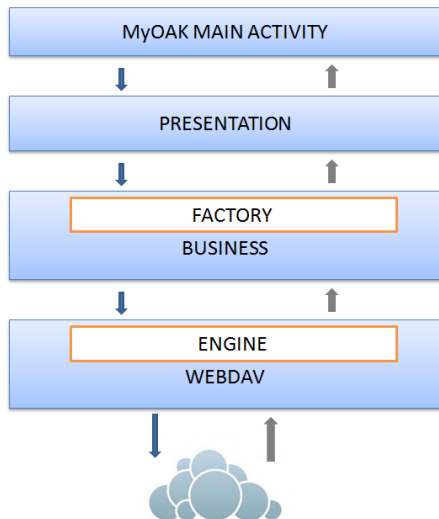 MyOAK MAIN ACTIVITY
PRESENTATION
FACTORY
BUSINESS
ENGINE
WEBDAV